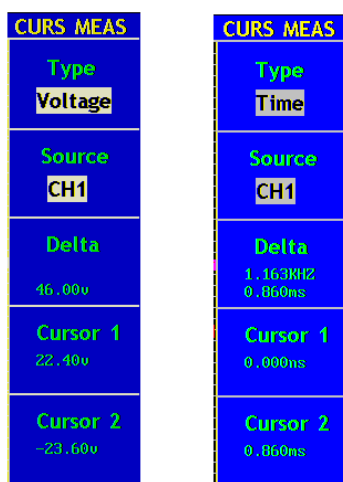 CURS MEAS
Type
Voltage
Source
CH1
Delta
46.00v
Cursor 1
22.40v
Cursor 2
-23.60v
CURS MEAS
Type
Time
Source
CH1
Delta
1.163KHZ
0.860ms
Cursor 1
0.000ns
Cursor 2
0.860ms